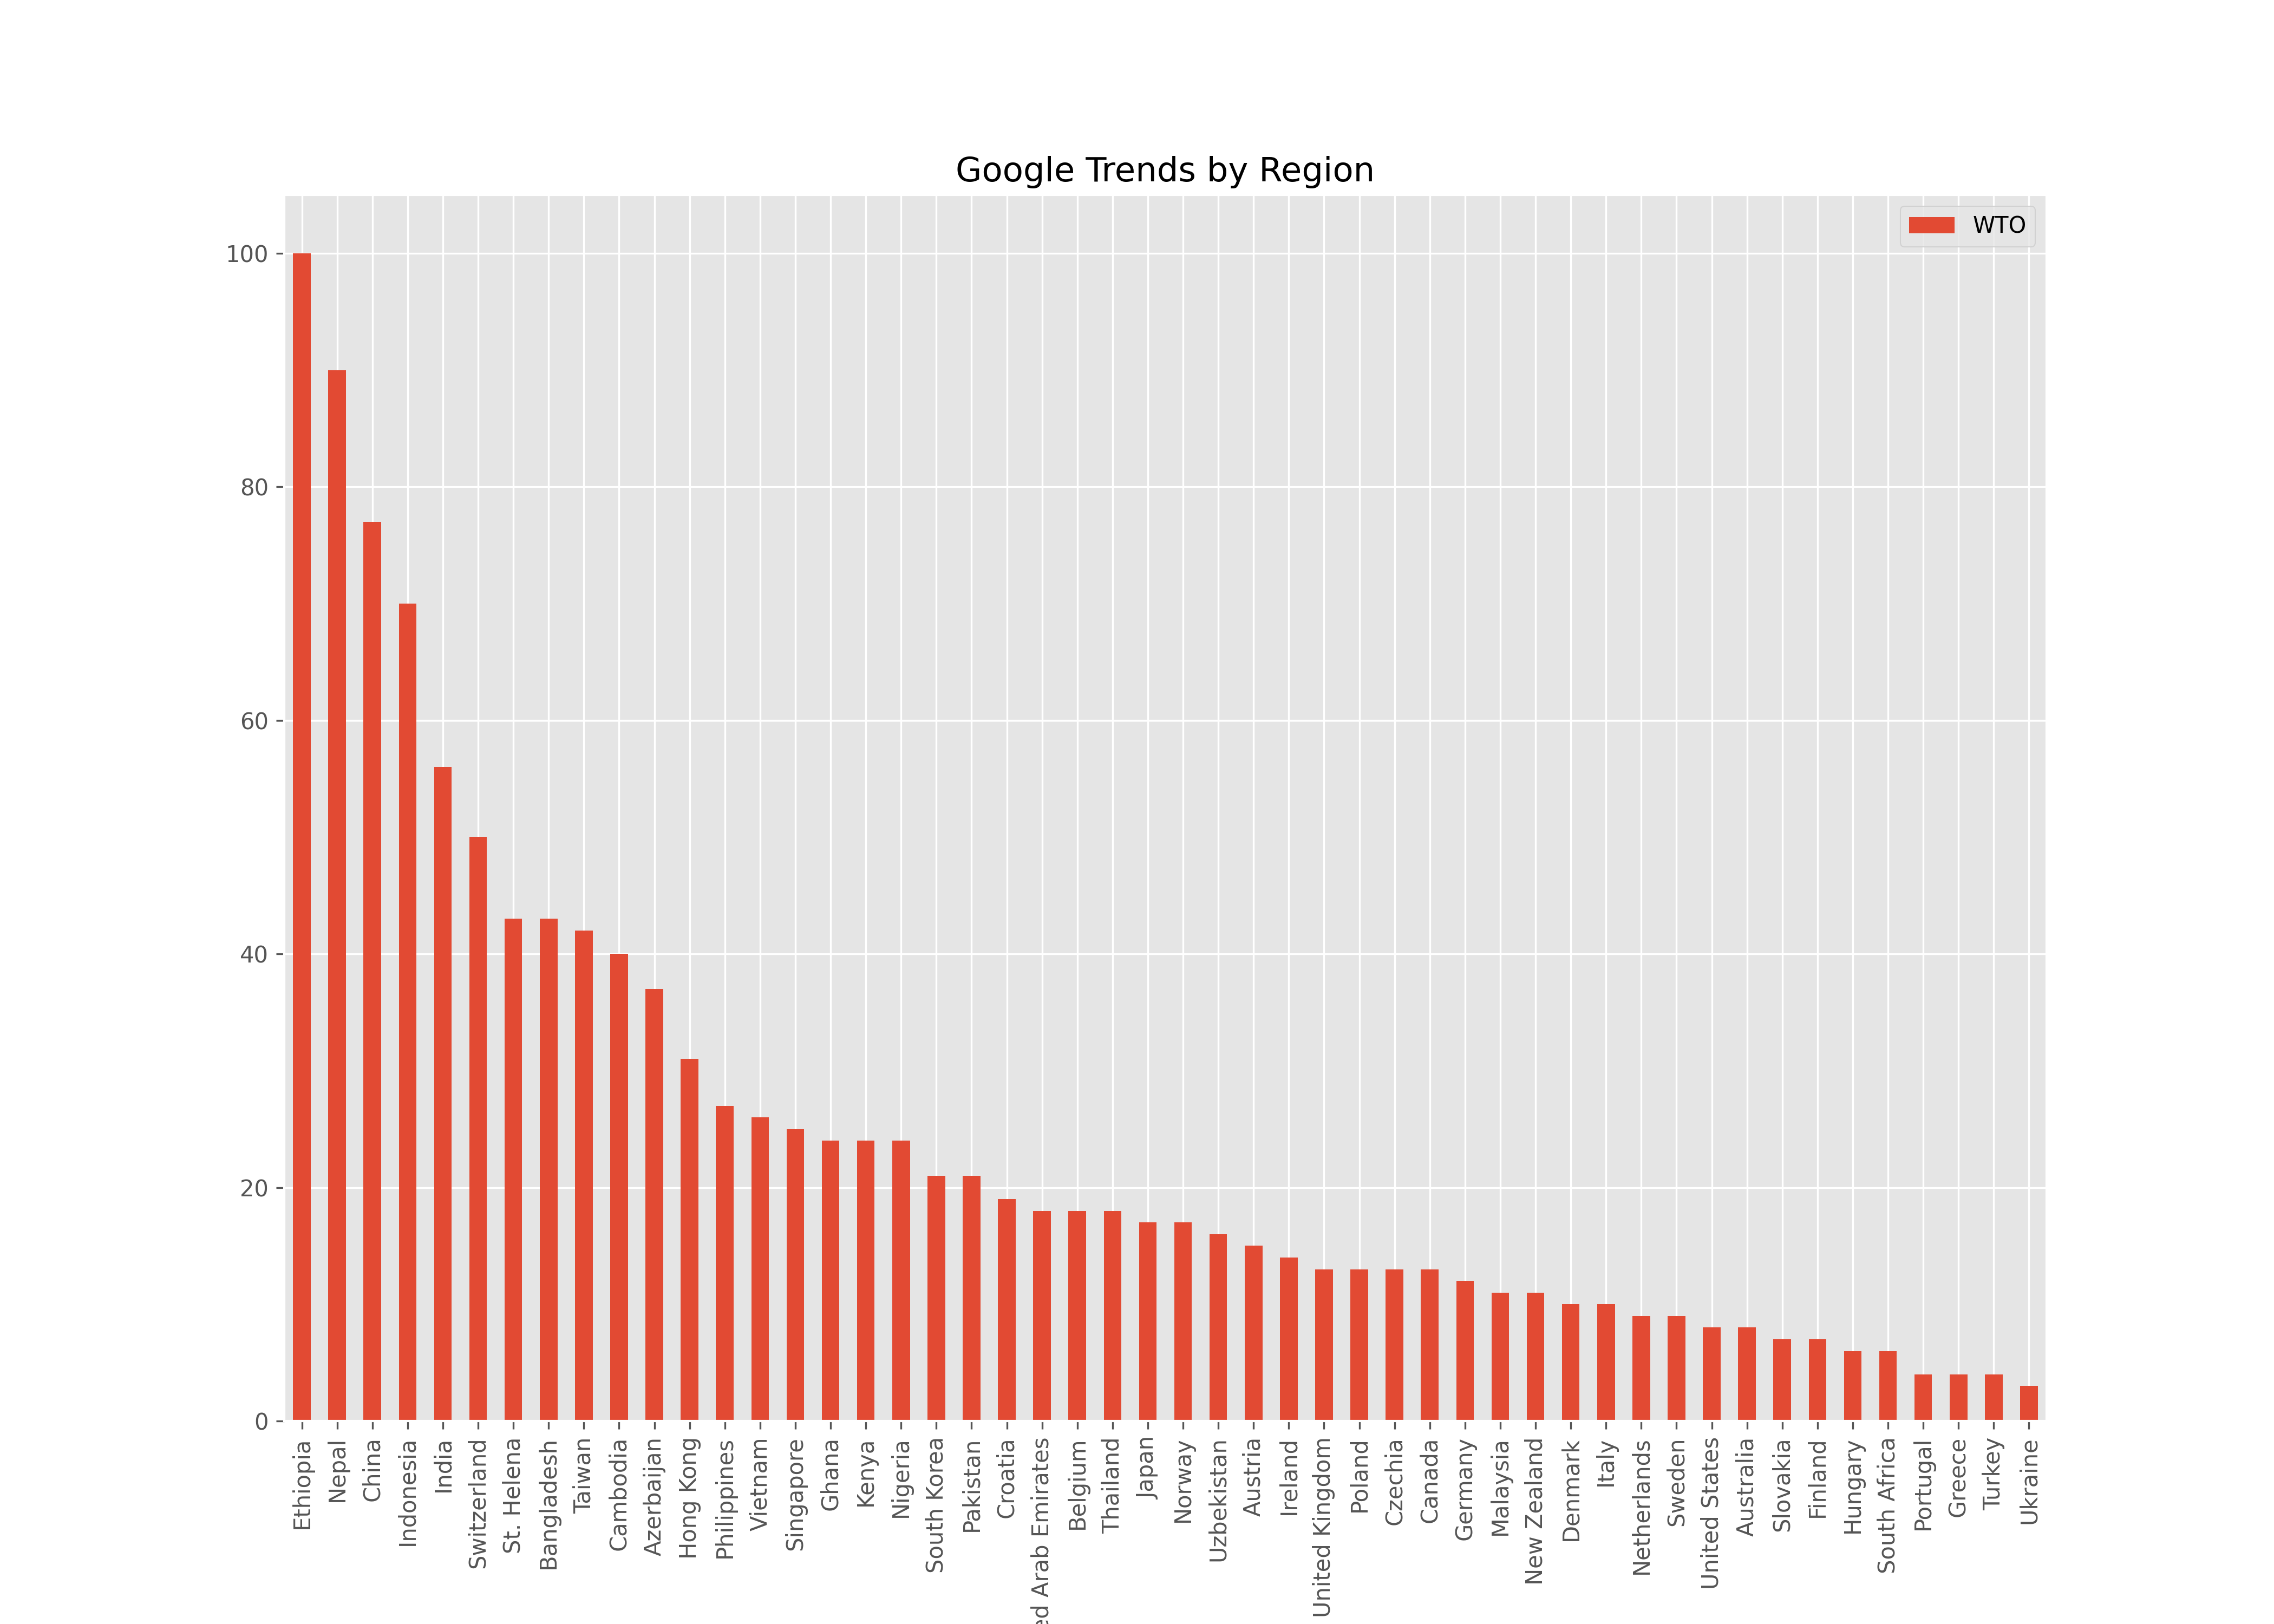 Google Trends by Region
WTO
100
80
60
40
20
0
Ethiopia
Nepal
China
Indonesia
India
Switzerland
St. Helena
Bangladesh
Taiwan
Cambodia
Azerbaijan
Hong Kong
Philippines
Vietnam
Singapore
Ghana
Kenya
Nigeria
South Korea
Pakistan
Croatia
ed Arab Emirates
Belgium
Thailand
Japan
Norway
Uzbekistan
Austria
Ireland
United Kingdom
Poland
Czechia
Canada
Germany
Malaysia
New Zealand
Denmark
Italy
Netherlands
Sweden
United States
Australia
Slovakia
Finland
Hungary
South Africa
Portugal
Greece
Turkey
Ukraine